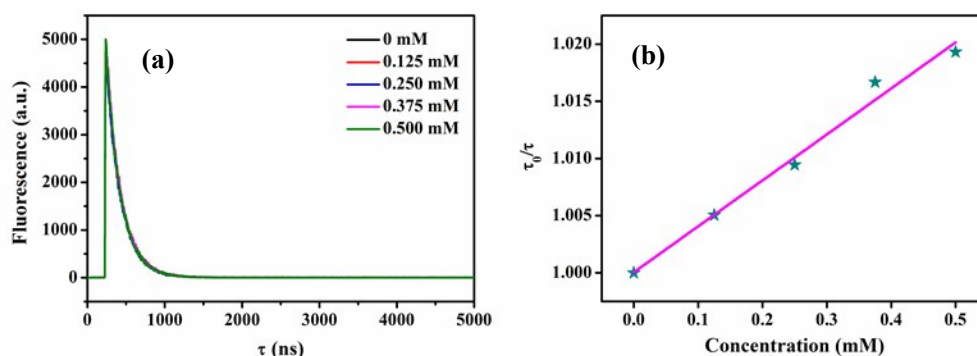 (a)
0 mM
0.125 mM
0.250 mM
0.375 mM
0.500 mM
Fluorescence (a.u.)
5000
4000
3000
2000
1000
0
0 1000 2000 3000 4000 5000
τ (ns)
(b)
τ₀/τ
1.020
1.015
1.010
1.005
1.000
0.0 0.1 0.2 0.3 0.4 0.5
Concentration (mM)